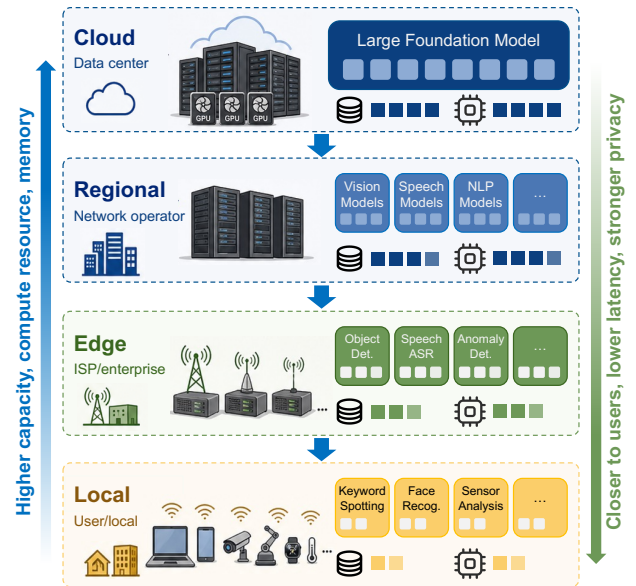 Higher capacity, compute resource, memory
Closer to users, lower latency, stronger privacy
Cloud
Data center
GPU GPU GPU
Large Foundation Model
Regional
Network operator
Vision
Models
Speech
Models
NLP
Models
...
Edge
ISP/enterprise
...
Object
Det.
Speech
ASR
Anomaly
Det.
...
Local
User/local
...
Keyword
Spotting
Face
Recog.
Sensor
Analysis
...